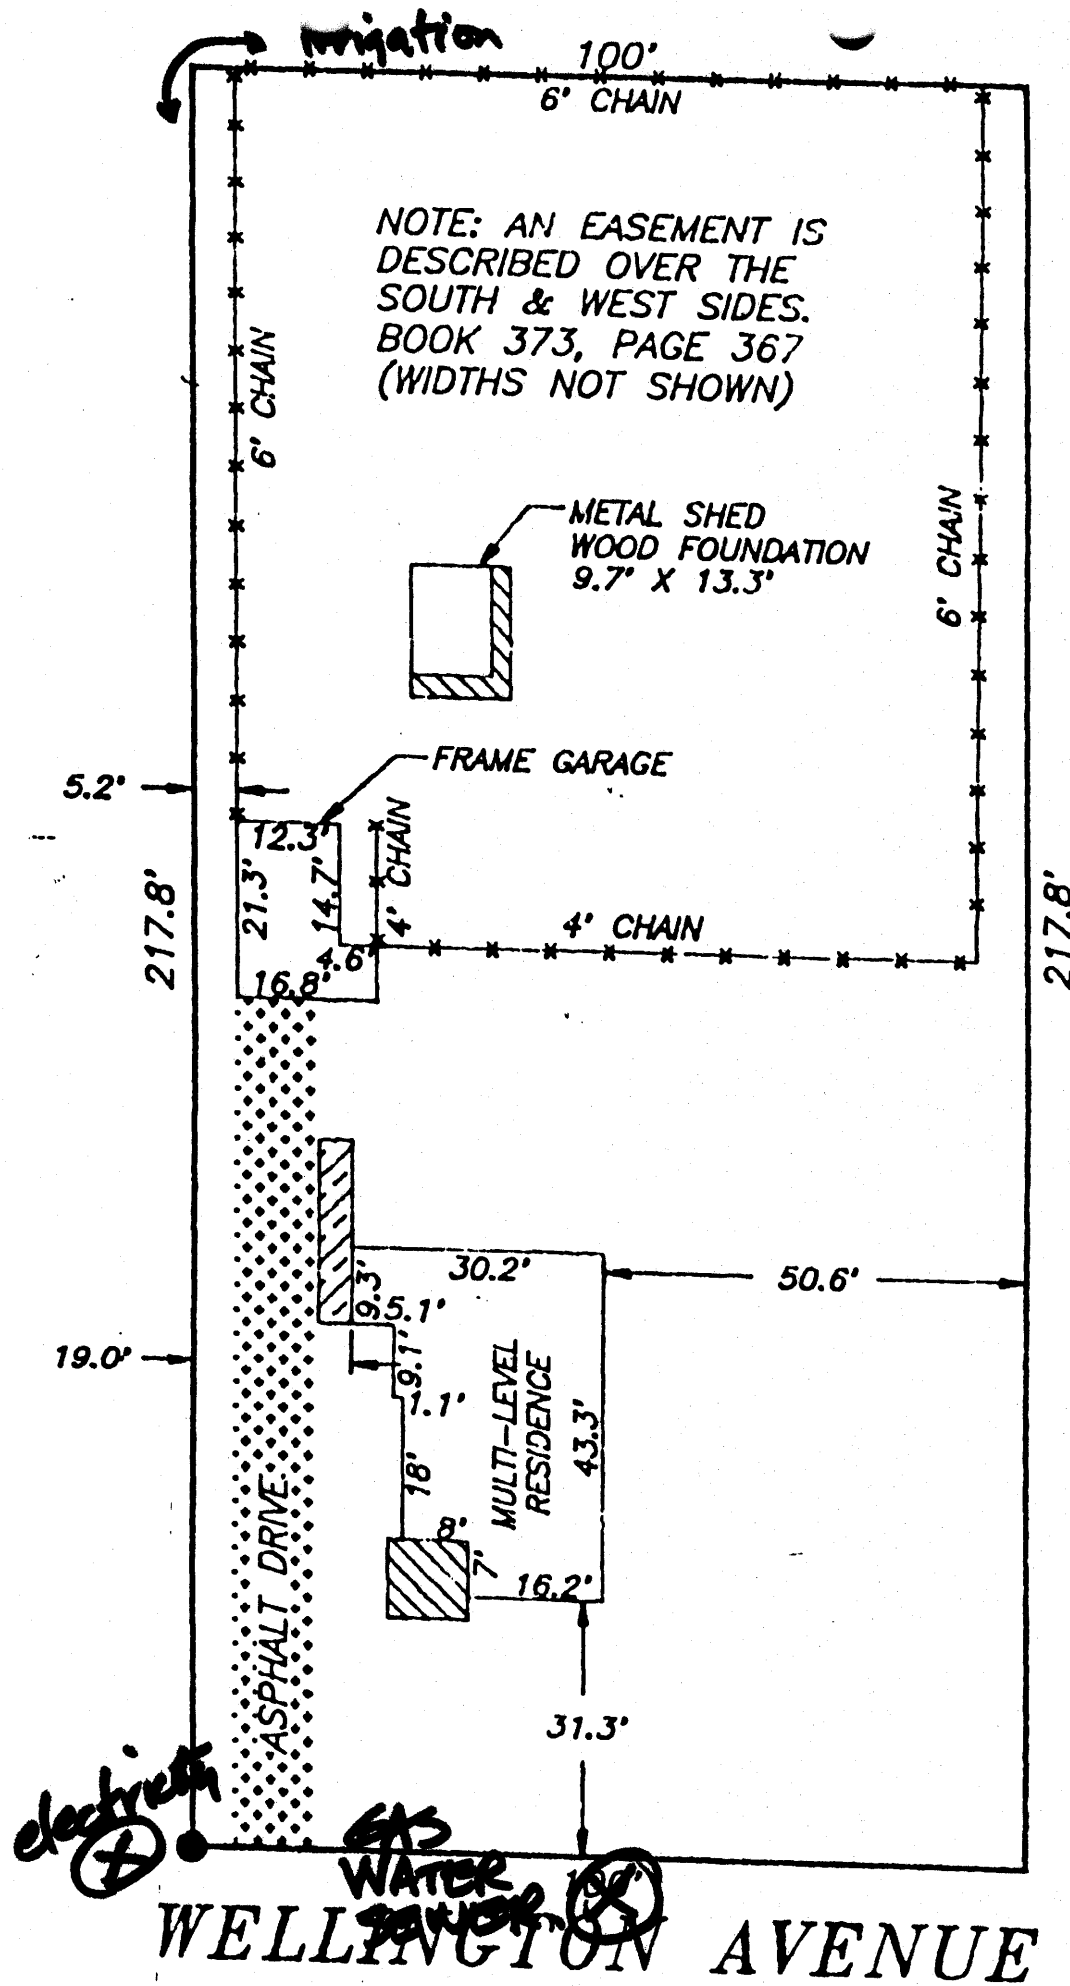 irrigation
100'
6' CHAIN
NOTE: AN EASEMENT IS
DESCRIBED OVER THE
SOUTH & WEST SIDES.
BOOK 373, PAGE 367
(WIDTHS NOT SHOWN)
6' CHAIN
6' CHAIN
METAL SHED
WOOD FOUNDATION
9.7' X 13.3'
FRAME GARAGE
5.2'
12.3'
4' CHAIN
21.3'
14.7'
217.8'
217.8'
4' CHAIN
4.6'
16.8'
30.2'
50.6'
9.3'
5.1'
19.0'
9.1'
1.1'
MULTI-LEVEL
RESIDENCE
43.3'
18'
8'
7'
16.2'
ASPHALT DRIVE
31.3'
electricity
GAS
WATER
SEWER
WELLINGTON AVENUE